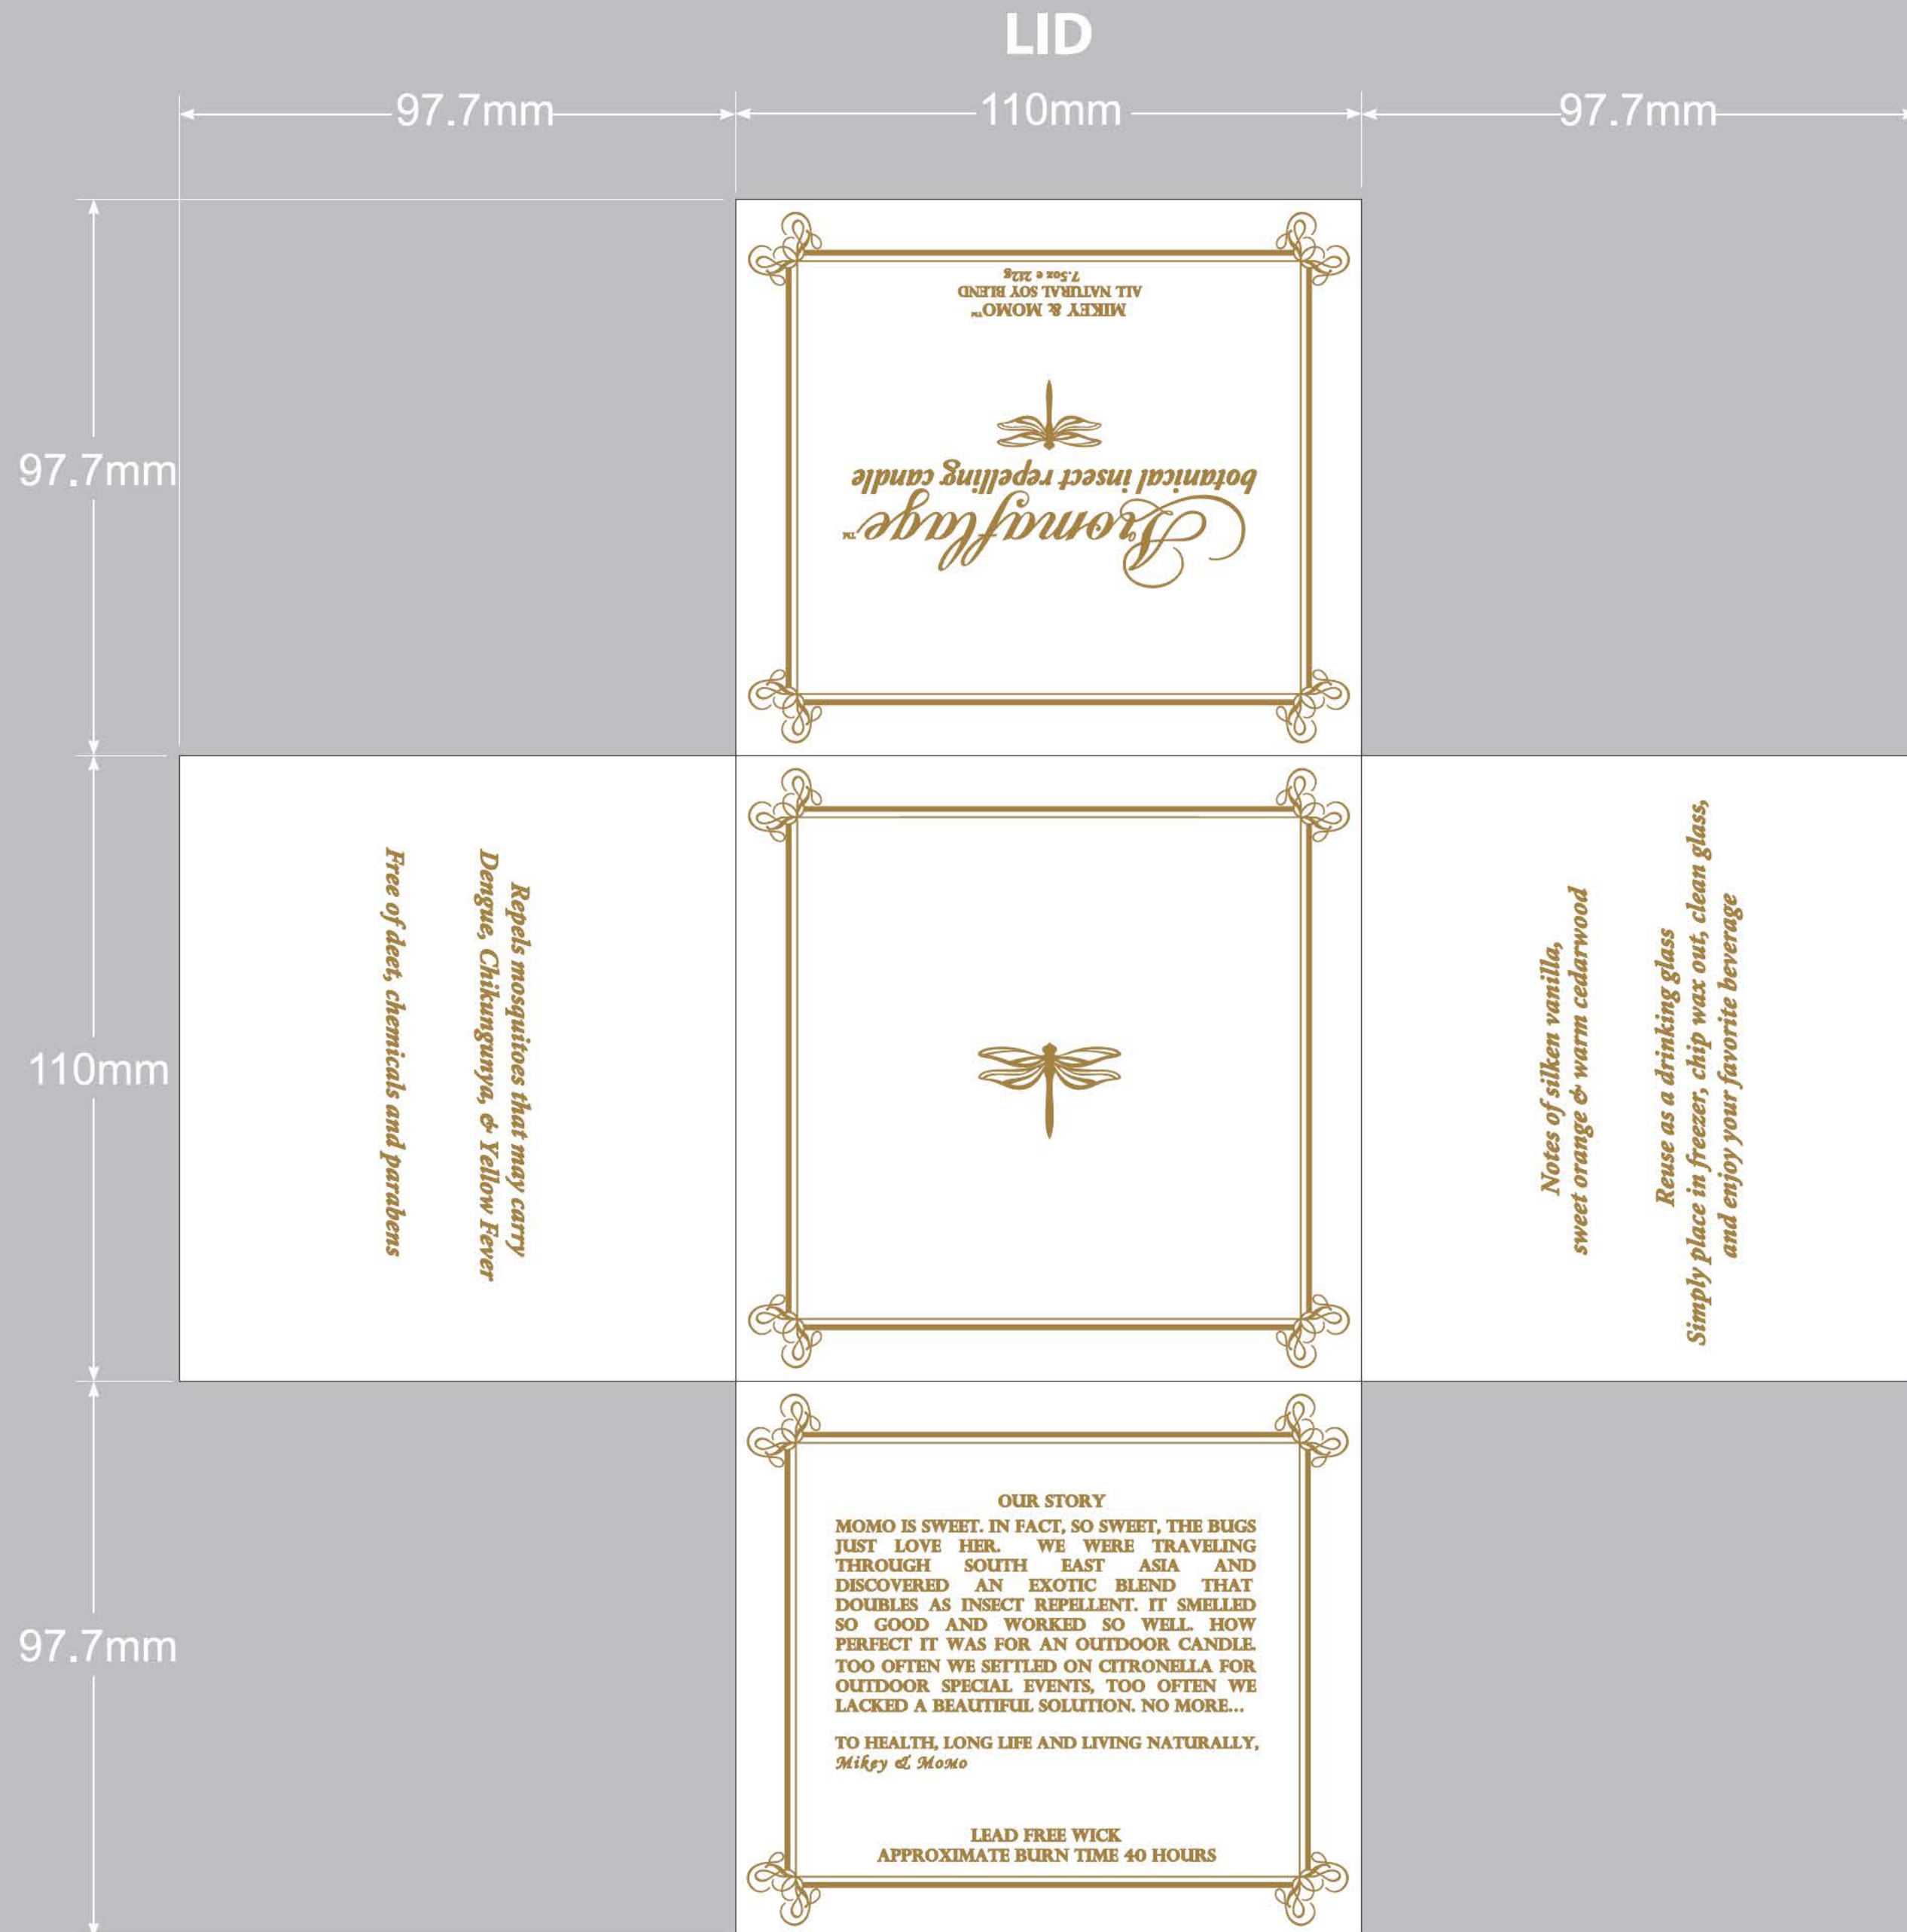 LID
97.7mm
110mm
97.7mm
97.7mm
110mm
97.7mm
Aromaflage™
botanical insect repelling candle
MIKEY & MOMO™
ALL NATURAL SOY BLEND
7.5oz e 212g
Repels mosquitoes that may carry
Dengue, Chikungunya, & Yellow Fever
Free of deet, chemicals and parabens
Notes of silken vanilla,
sweet orange & warm cedarwood
Reuse as a drinking glass
Simply place in freezer, chip wax out, clean glass,
and enjoy your favorite beverage
OUR STORY
MOMO IS SWEET. IN FACT, SO SWEET, THE BUGS
JUST LOVE HER. WE WERE TRAVELING
THROUGH SOUTH EAST ASIA AND
DISCOVERED AN EXOTIC BLEND THAT
DOUBLES AS INSECT REPELLENT. IT SMELLED
SO GOOD AND WORKED SO WELL. HOW
PERFECT IT WAS FOR AN OUTDOOR CANDLE.
TOO OFTEN WE SETTLED ON CITRONELLA FOR
OUTDOOR SPECIAL EVENTS, TOO OFTEN WE
LACKED A BEAUTIFUL SOLUTION. NO MORE...
TO HEALTH, LONG LIFE AND LIVING NATURALLY,
Mikey & Momo
LEAD FREE WICK
APPROXIMATE BURN TIME 40 HOURS